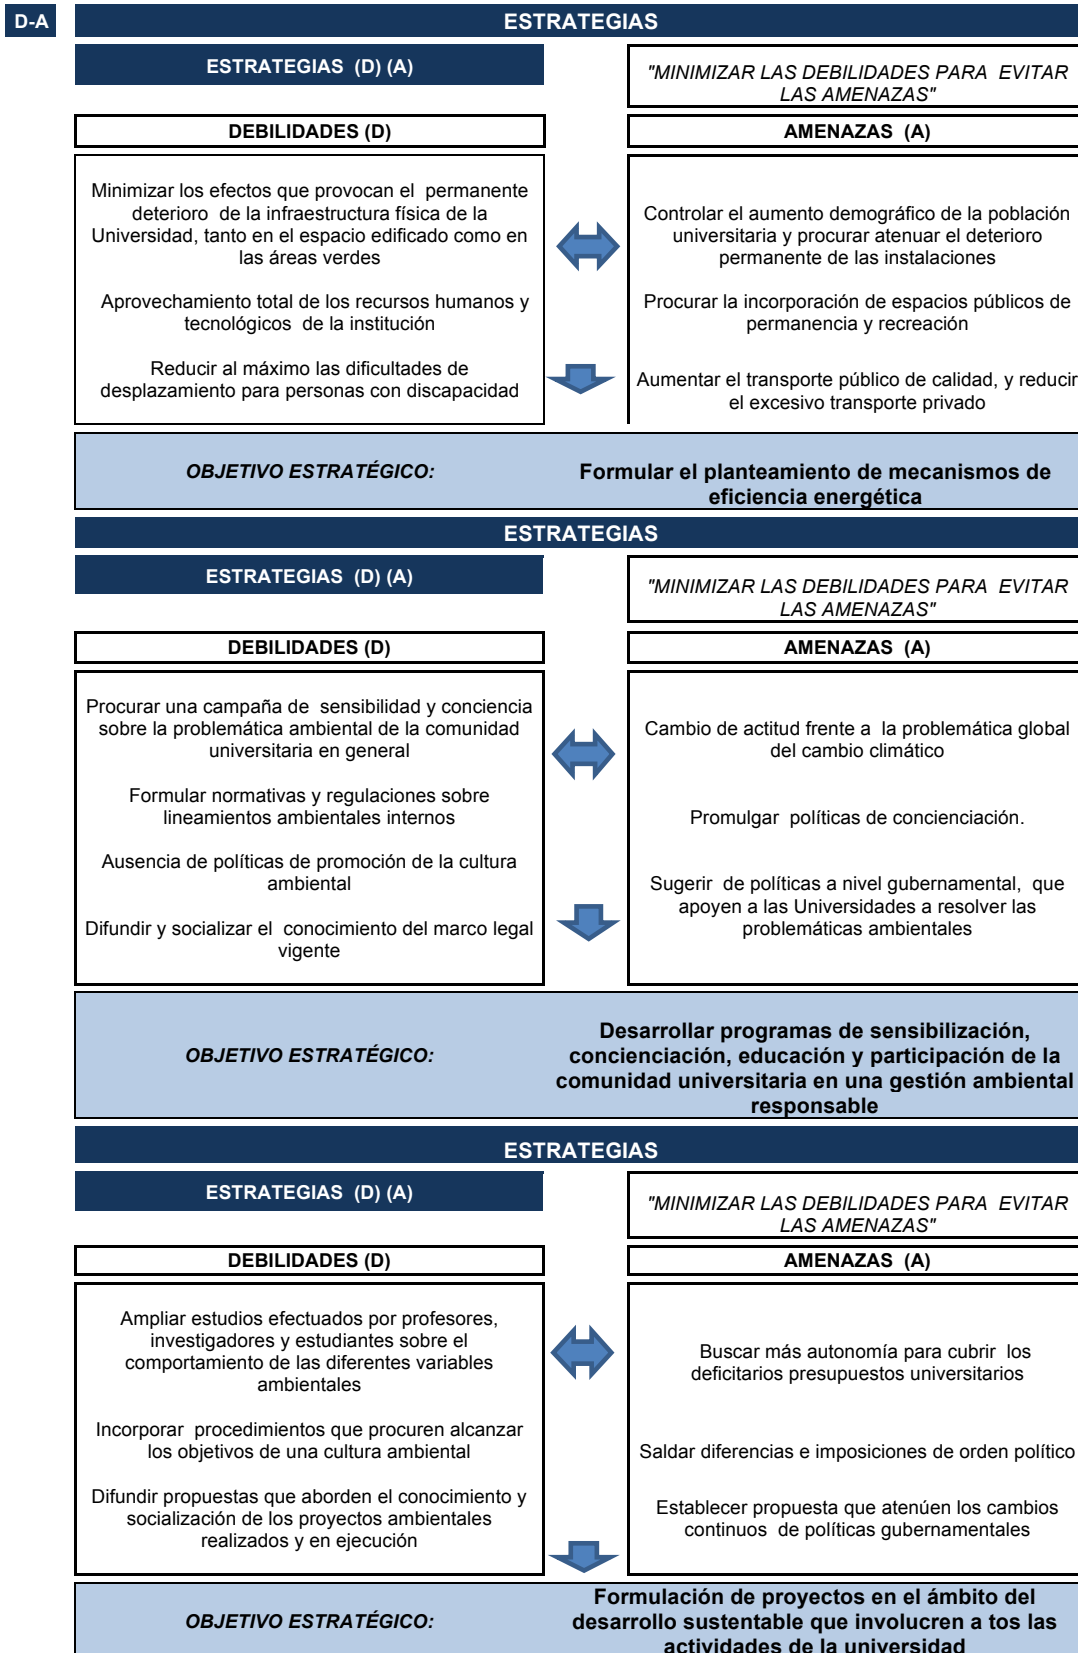 D-A
ESTRATEGIAS
ESTRATEGIAS (D) (A)
"MINIMIZAR LAS DEBILIDADES PARA EVITAR
LAS AMENAZAS"
DEBILIDADES (D)
AMENAZAS (A)
Minimizar los efectos que provocan el permanente
deterioro de la infraestructura física de la
Universidad, tanto en el espacio edificado como en
las áreas verdes
Aprovechamiento total de los recursos humanos y
tecnológicos de la institución
Reducir al máximo las dificultades de
desplazamiento para personas con discapacidad
Controlar el aumento demográfico de la población
universitaria y procurar atenuar el deterioro
permanente de las instalaciones
Procurar la incorporación de espacios públicos de
permanencia y recreación
Aumentar el transporte público de calidad, y reducir
el excesivo transporte privado
OBJETIVO ESTRATÉGICO:
Formular el planteamiento de mecanismos de
eficiencia energética
ESTRATEGIAS
ESTRATEGIAS (D) (A)
"MINIMIZAR LAS DEBILIDADES PARA EVITAR
LAS AMENAZAS"
DEBILIDADES (D)
AMENAZAS (A)
Procurar una campaña de sensibilidad y conciencia
sobre la problemática ambiental de la comunidad
universitaria en general
Formular normativas y regulaciones sobre
lineamientos ambientales internos
Ausencia de políticas de promoción de la cultura
ambiental
Difundir y socializar el conocimiento del marco legal
vigente
Cambio de actitud frente a la problemática global
del cambio climático
Promulgar políticas de concienciación.
Sugerir de políticas a nivel gubernamental, que
apoyen a las Universidades a resolver las
problemáticas ambientales
OBJETIVO ESTRATÉGICO:
Desarrollar programas de sensibilización,
concienciación, educación y participación de la
comunidad universitaria en una gestión ambiental
responsable
ESTRATEGIAS
ESTRATEGIAS (D) (A)
"MINIMIZAR LAS DEBILIDADES PARA EVITAR
LAS AMENAZAS"
DEBILIDADES (D)
AMENAZAS (A)
Ampliar estudios efectuados por profesores,
investigadores y estudiantes sobre el
comportamiento de las diferentes variables
ambientales
Incorporar procedimientos que procuren alcanzar
los objetivos de una cultura ambiental
Difundir propuestas que aborden el conocimiento y
socialización de los proyectos ambientales
realizados y en ejecución
Buscar más autonomía para cubrir los
deficitarios presupuestos universitarios
Saldar diferencias e imposiciones de orden político
Establecer propuesta que atenúen los cambios
continuos de políticas gubernamentales
OBJETIVO ESTRATÉGICO:
Formulación de proyectos en el ámbito del
desarrollo sustentable que involucren a tos las
actividades de la universidad